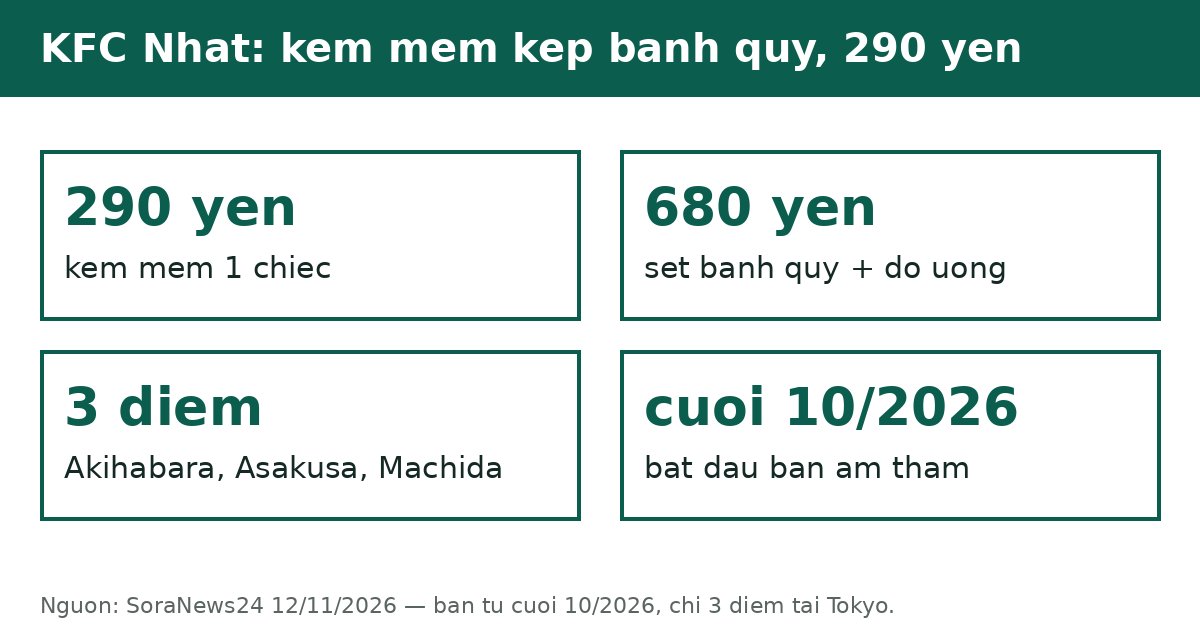 KFC Nhat: kem mem kep banh quy, 290 yen
290 yen
kem mem 1 chiec
680 yen
set banh quy + do uong
3 diem
Akihabara, Asakusa, Machida
cuoi 10/2026
bat dau ban am tham
Nguon: SoraNews24 12/11/2026 — ban tu cuoi 10/2026, chi 3 diem tai Tokyo.